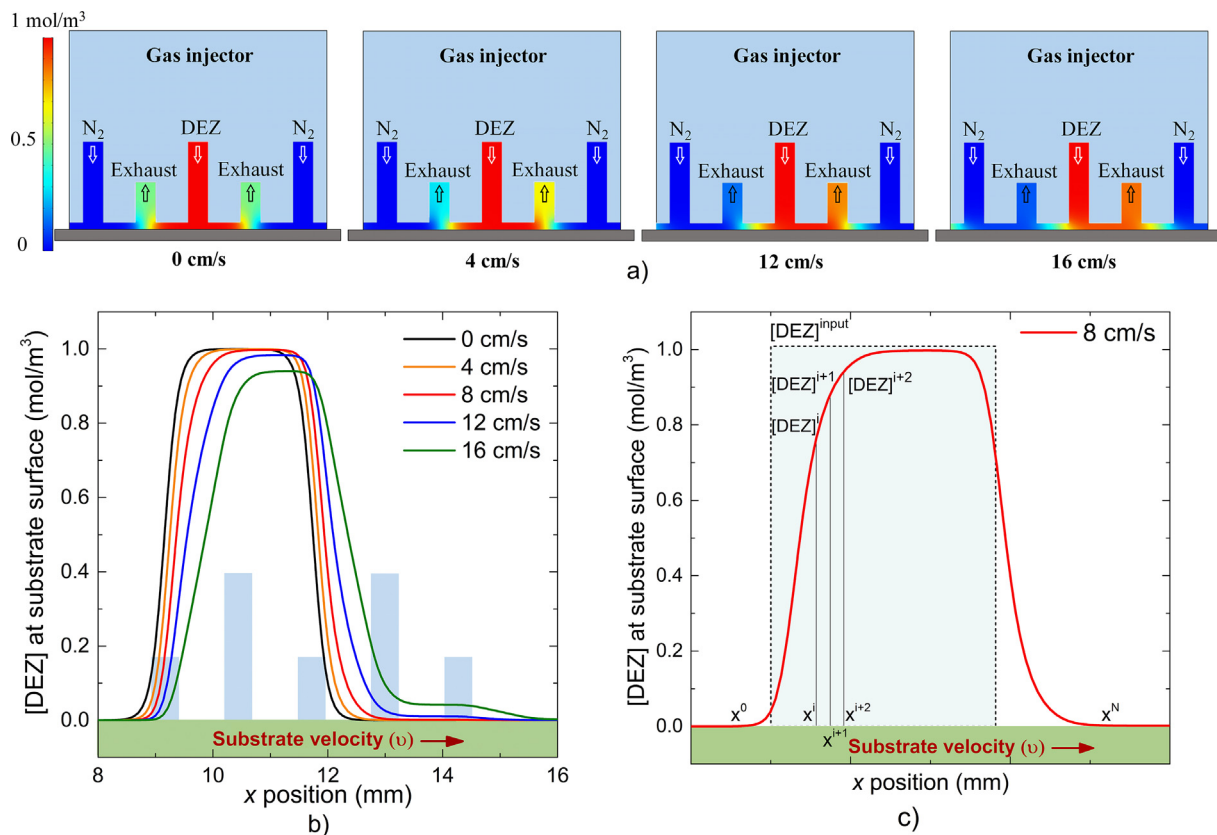 1 mol/m³
0.5
0
Gas injector
N₂ DEZ N₂
Exhaust Exhaust
0 cm/s
Gas injector
N₂ DEZ N₂
Exhaust Exhaust
4 cm/s
Gas injector
N₂ DEZ N₂
Exhaust Exhaust
12 cm/s
Gas injector
N₂ DEZ N₂
Exhaust Exhaust
16 cm/s
a)
[DEZ] at substrate surface (mol/m³)
1.0
0.8
0.6
0.4
0.2
0.0
0 cm/s
4 cm/s
8 cm/s
12 cm/s
16 cm/s
Substrate velocity (υ)
8 10 12 14 16
x position (mm)
b)
[DEZ] at substrate surface (mol/m³)
1.0
0.8
0.6
0.4
0.2
0.0
[DEZ]ⁱⁿᵖᵘᵗ
8 cm/s
[DEZ]ⁱ⁺¹
[DEZ]ⁱ⁺²
[DEZ]ⁱ
x⁰ xⁱ xⁱ⁺² xᴺ
xⁱ⁺¹
Substrate velocity (υ)
x position (mm)
c)